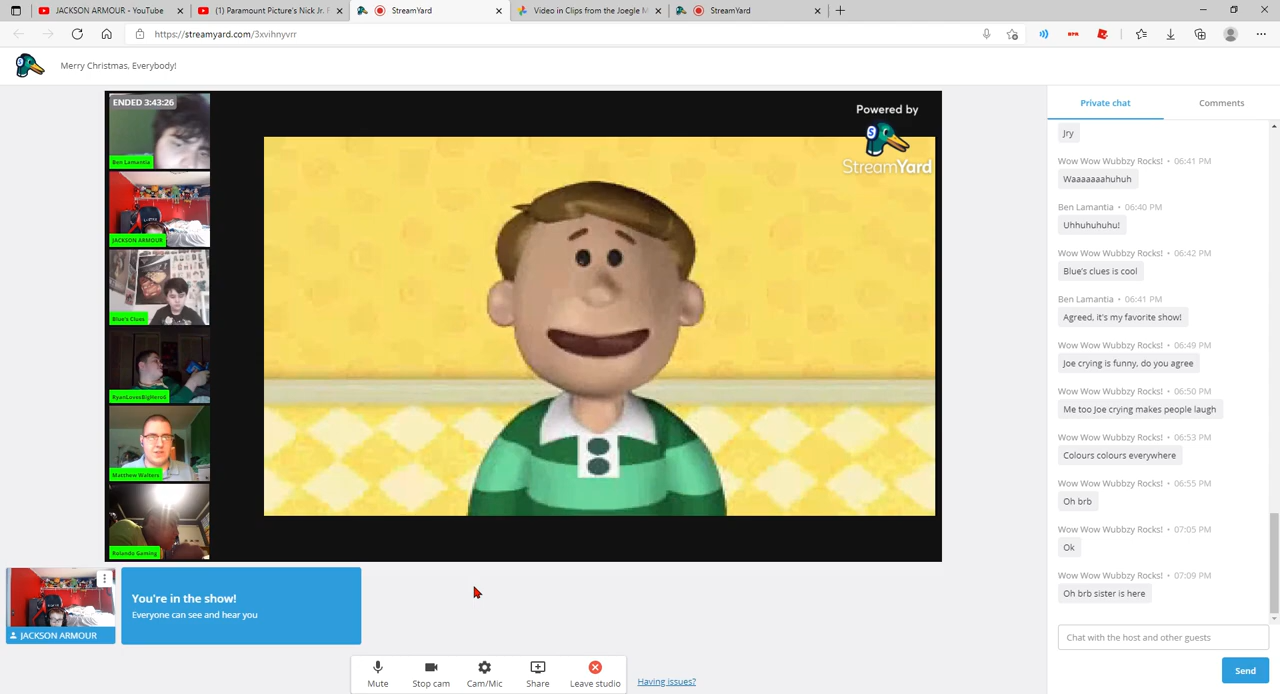 JACKSON ARMOUR - YouTube
(1) Paramount Picture's Nick Jr. F
StreamYard
Video in Clips from the Joegle M
StreamYard
https://streamyard.com/3xvihnyvrr
Merry Christmas, Everybody!
ENDED 3:43:26
Ben Lamantia
JACKSON ARMOUR
Blue's Clues
RyanLovesBigHero6
Matthew Walters
Rolando Gaming
Powered by
StreamYard
Private chat
Comments
Jry
Wow Wow Wubbzy Rocks! • 06:41 PM
Waaaaaaahuhuh
Ben Lamantia • 06:40 PM
Uhhuhuhuhu!
Wow Wow Wubbzy Rocks! • 06:42 PM
Blue's clues is cool
Ben Lamantia • 06:41 PM
Agreed, it's my favorite show!
Wow Wow Wubbzy Rocks! • 06:49 PM
Joe crying is funny, do you agree
Wow Wow Wubbzy Rocks! • 06:50 PM
Me too Joe crying makes people laugh
Wow Wow Wubbzy Rocks! • 06:53 PM
Colours colours everywhere
Wow Wow Wubbzy Rocks! • 06:55 PM
Oh brb
Wow Wow Wubbzy Rocks! • 07:05 PM
Ok
Wow Wow Wubbzy Rocks! • 07:09 PM
Oh brb sister is here
Chat with the host and other guests
Send
JACKSON ARMOUR
You're in the show!
Everyone can see and hear you
Mute
Stop cam
Cam/Mic
Share
Leave studio
Having issues?